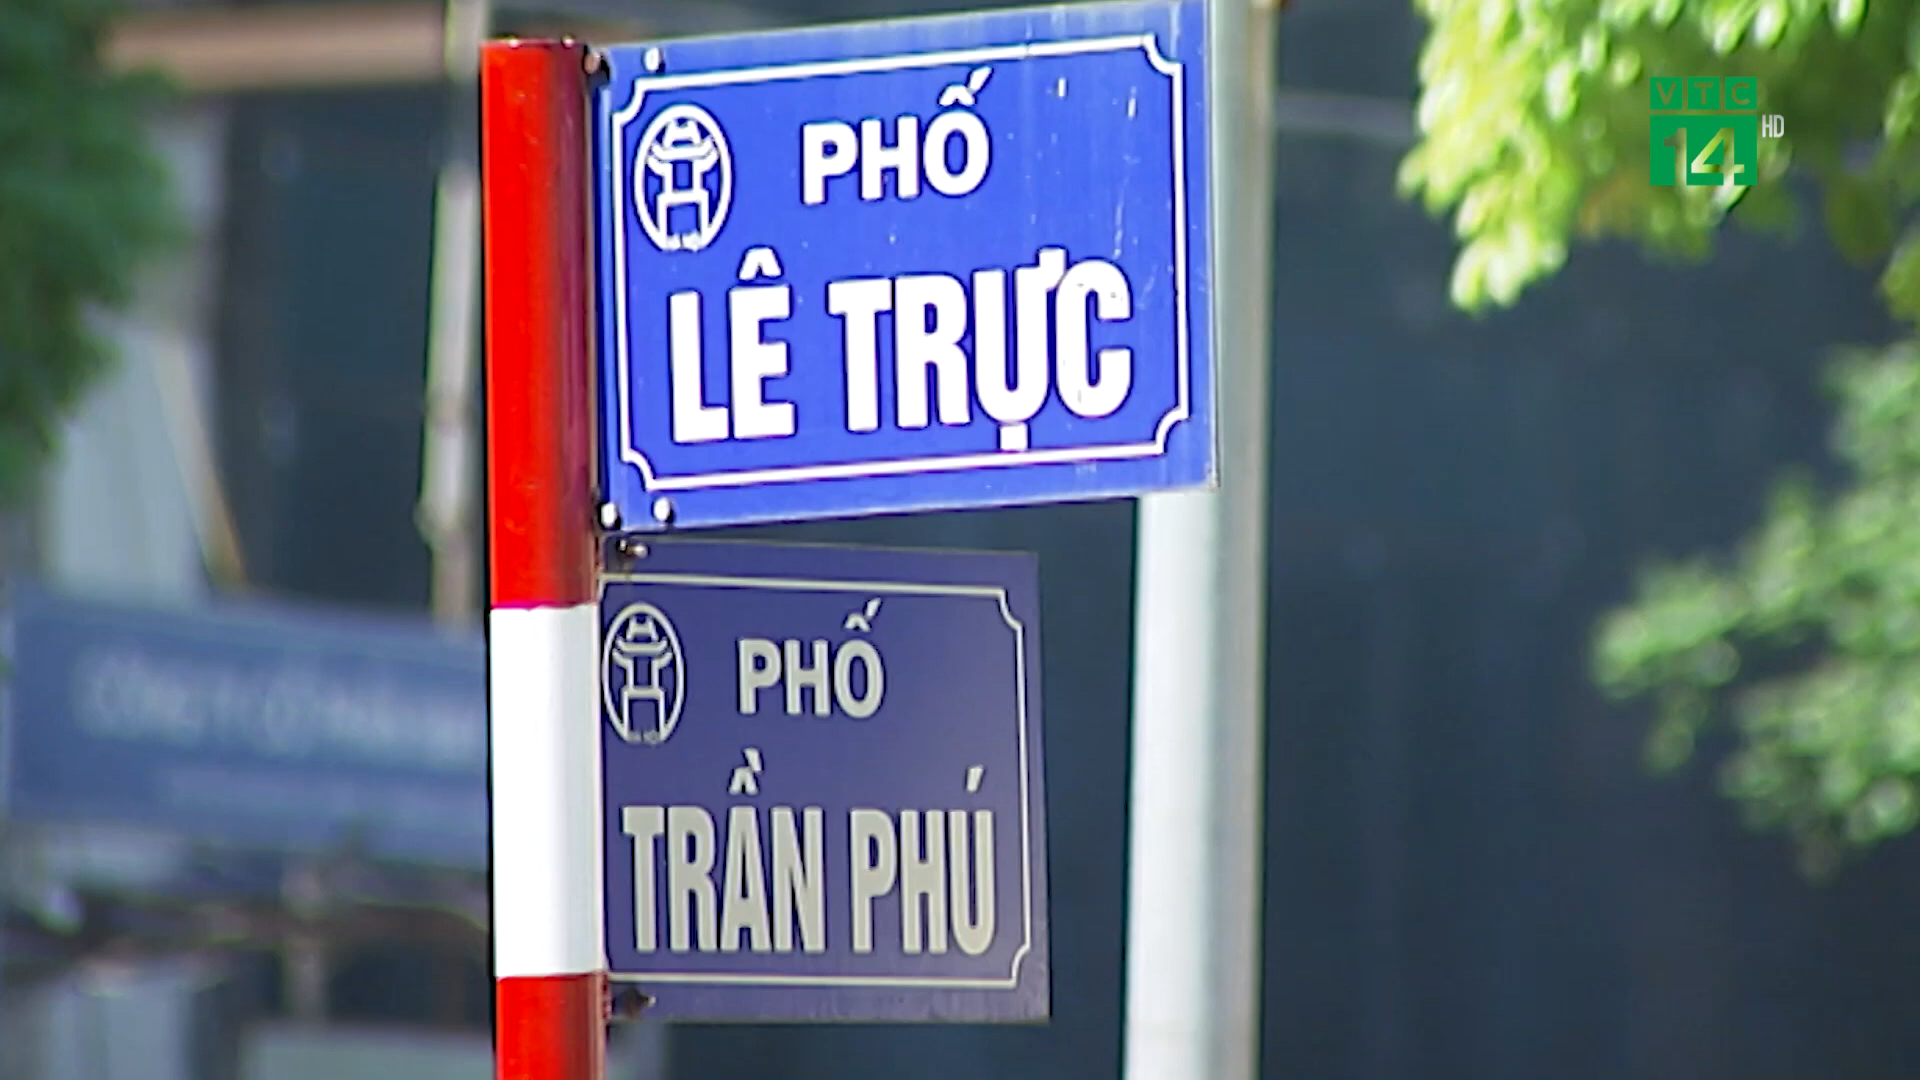 PHỐ
LÊ TRỰC
PHỐ
TRẦN PHÚ
VTC
14 HD